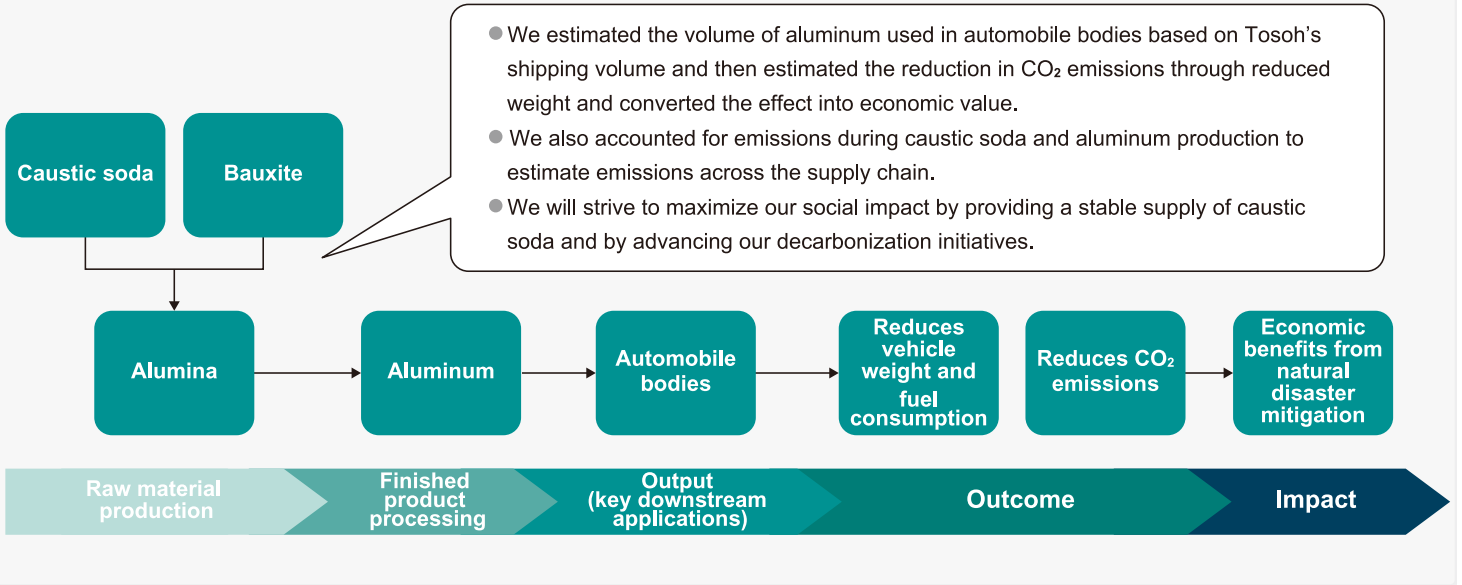 ● We estimated the volume of aluminum used in automobile bodies based on Tosoh's
shipping volume and then estimated the reduction in CO₂ emissions through reduced
weight and converted the effect into economic value.
● We also accounted for emissions during caustic soda and aluminum production to
estimate emissions across the supply chain.
● We will strive to maximize our social impact by providing a stable supply of caustic
soda and by advancing our decarbonization initiatives.
Caustic soda
Bauxite
Alumina
Aluminum
Automobile
bodies
Reduces
vehicle
weight and
fuel
consumption
Reduces CO₂
emissions
Economic
benefits from
natural
disaster
mitigation
Raw material
production
Finished
product
processing
Output
(key downstream
applications)
Outcome
Impact